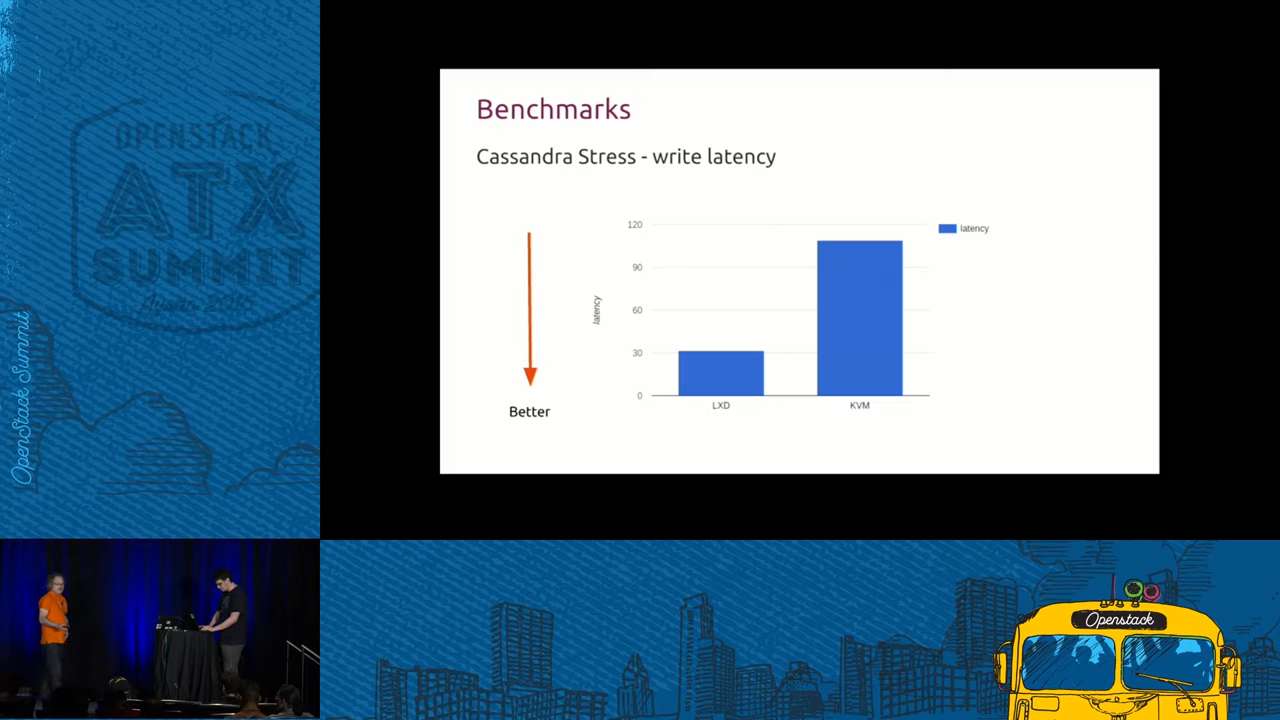 OPENSTACK
ATX
SUMMIT
Austin 2016
OpenStack Summit
Benchmarks
Cassandra Stress - write latency
120
90
60
30
0
latency
LXD
KVM
latency
Better
Openstack